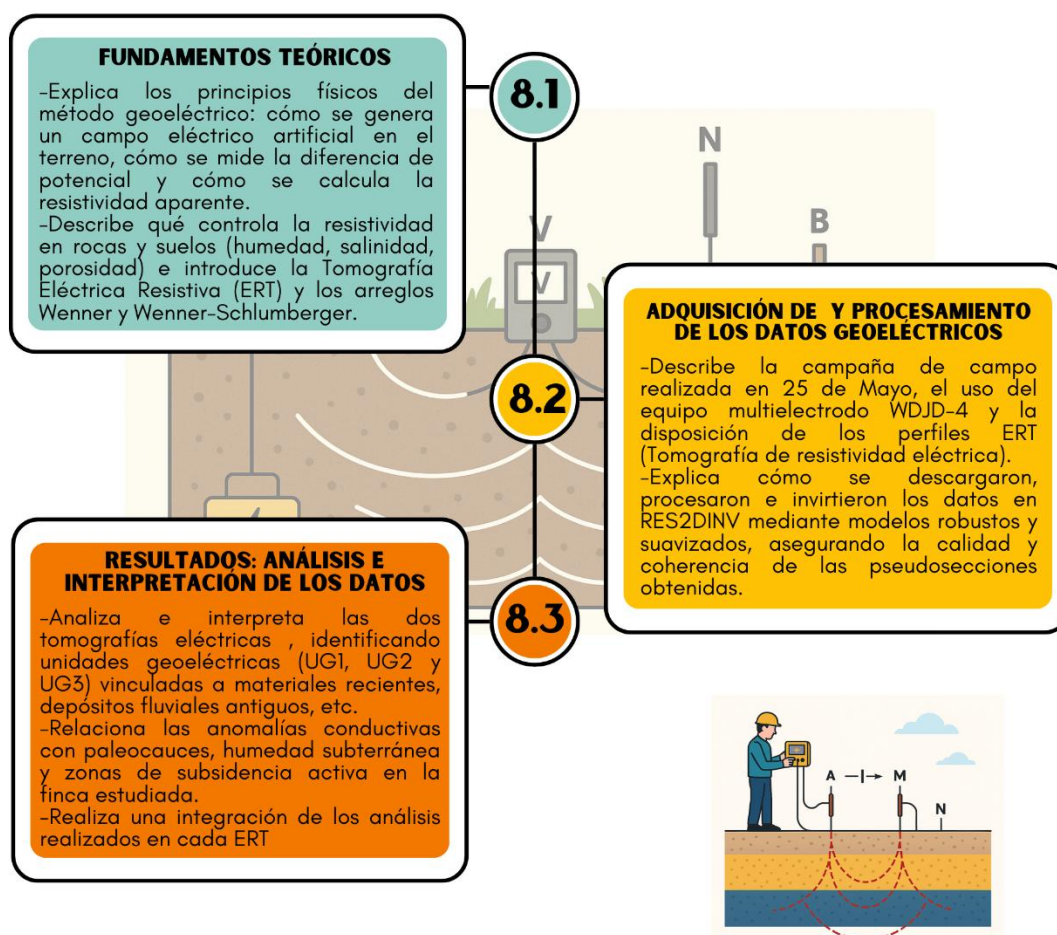 FUNDAMENTOS TEÓRICOS
-Explica los principios físicos del
método geoeléctrico: cómo se genera
un campo eléctrico artificial en el
terreno, cómo se mide la diferencia de
potencial y cómo se calcula la
resistividad aparente.
-Describe qué controla la resistividad
en rocas y suelos (humedad, salinidad,
porosidad) e introduce la Tomografía
Eléctrica Resistiva (ERT) y los arreglos
Wenner y Wenner-Schlumberger.
8.1
N
B
V
V
8.2
ADQUISICIÓN DE Y PROCESAMIENTO
DE LOS DATOS GEOELÉCTRICOS
-Describe la campaña de campo
realizada en 25 de Mayo, el uso del
equipo multielectrodo WDJD-4 y la
disposición de los perfiles ERT
(Tomografía de resistividad eléctrica).
-Explica cómo se descargaron,
procesaron e invirtieron los datos en
RES2DINV mediante modelos robustos y
suavizados, asegurando la calidad y
coherencia de las pseudosecciones
obtenidas.
RESULTADOS: ANÁLISIS E
INTERPRETACIÓN DE LOS DATOS
-Analiza e interpreta las dos
tomografías eléctricas , identificando
unidades geoeléctricas (UG1, UG2 y
UG3) vinculadas a materiales recientes,
depósitos fluviales antiguos, etc.
-Relaciona las anomalías conductivas
con paleocauces, humedad subterránea
y zonas de subsidencia activa en la
finca estudiada.
-Realiza una integración de los análisis
realizados en cada ERT
8.3
A I M
N